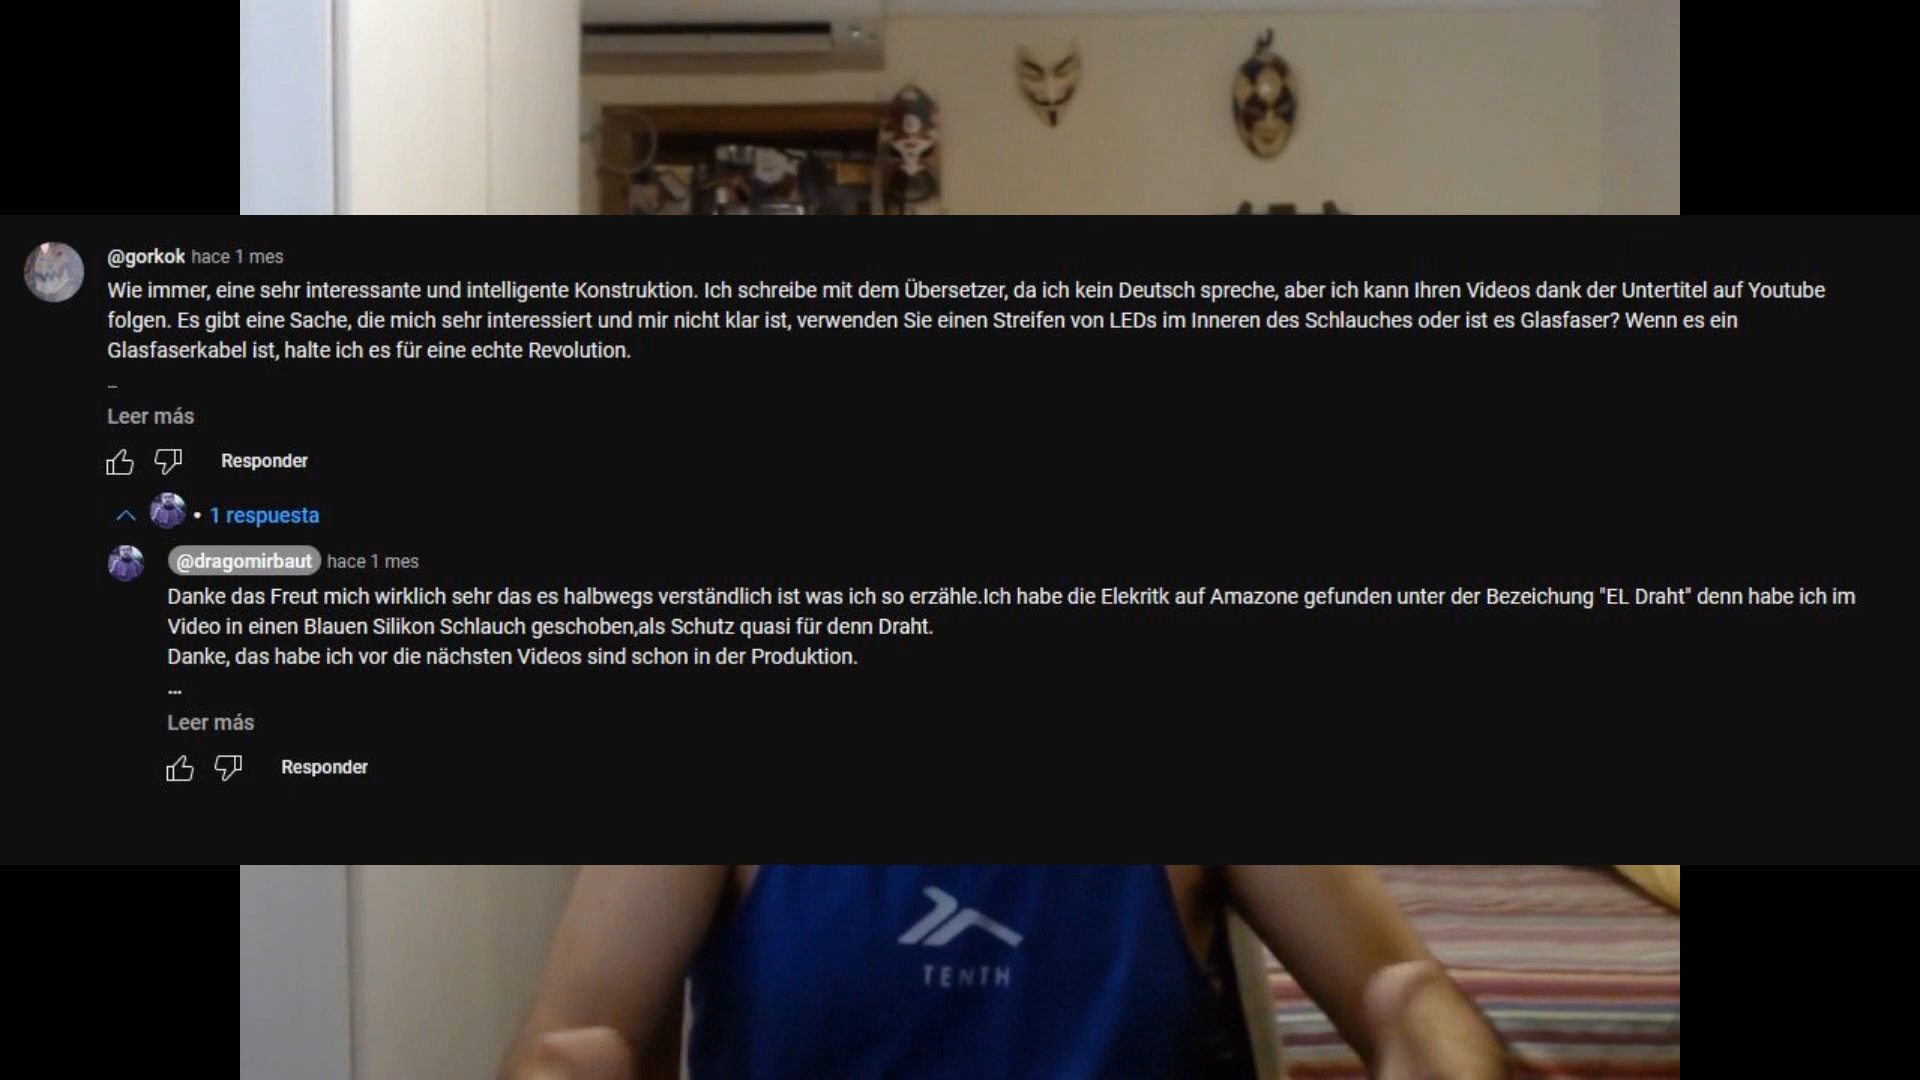 @gorkok hace 1 mes
Wie immer, eine sehr interessante und intelligente Konstruktion. Ich schreibe mit dem Übersetzer, da ich kein Deutsch spreche, aber ich kann Ihren Videos dank der Untertitel auf Youtube
folgen. Es gibt eine Sache, die mich sehr interessiert und mir nicht klar ist, verwenden Sie einen Streifen von LEDs im Inneren des Schlauches oder ist es Glasfaser? Wenn es ein
Glasfaserkabel ist, halte ich es für eine echte Revolution.
...
Leer más
Responder
• 1 respuesta
@dragomirbaut hace 1 mes
Danke das Freut mich wirklich sehr das es halbwegs verständlich ist was ich so erzähle.Ich habe die Elekritk auf Amazone gefunden unter der Bezeichung "EL Draht" denn habe ich im
Video in einen Blauen Silikon Schlauch geschoben,als Schutz quasi für denn Draht.
Danke, das habe ich vor die nächsten Videos sind schon in der Produktion.
...
Leer más
Responder
TENTH